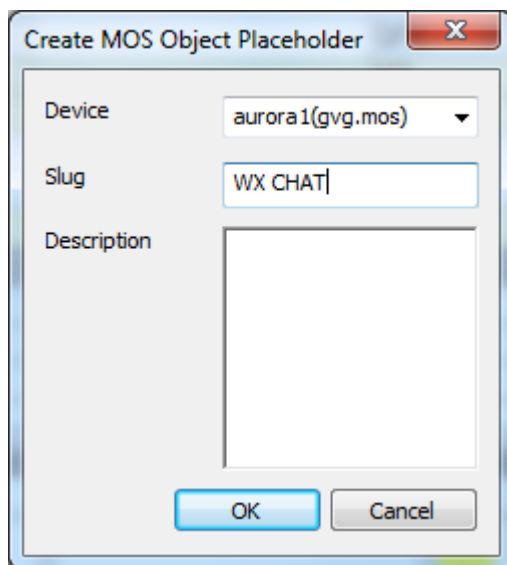 Create MOS Object Placeholder
Device
aurora1(gvg.mos)
Slug
WX CHAT
Description
OK
Cancel